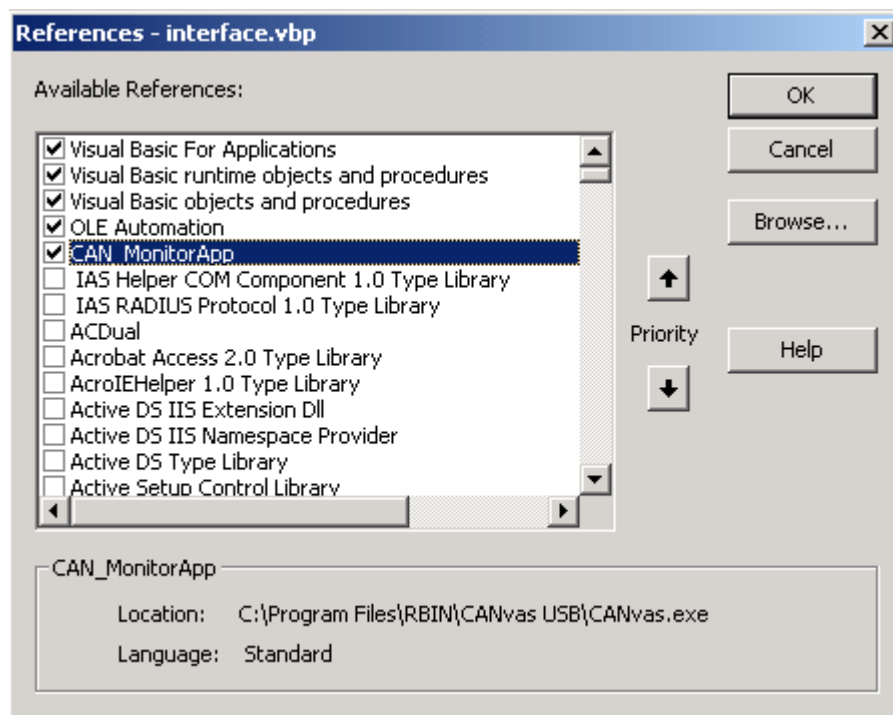 References - interface.vbp
Available References:
OK
Cancel
Browse...
Help
Visual Basic For Applications
Visual Basic runtime objects and procedures
Visual Basic objects and procedures
OLE Automation
CAN_MonitorApp
IAS Helper COM Component 1.0 Type Library
IAS RADIUS Protocol 1.0 Type Library
ACDual
Acrobat Access 2.0 Type Library
AcroIEHelper 1.0 Type Library
Active DS IIS Extension Dll
Active DS IIS Namespace Provider
Active DS Type Library
Active Setup Control Library
Priority
CAN_MonitorApp
Location: C:\Program Files\RBIN\CANvas USB\CANvas.exe
Language: Standard